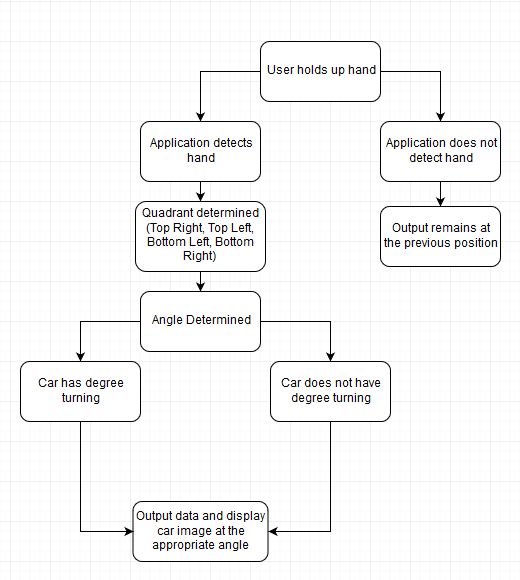 User holds up hand
Application detects
hand
Application does not
detect hand
Quadrant determined
(Top Right, Top Left,
Bottom Left, Bottom
Right)
Output remains at
the previous position
Angle Determined
Car has degree
turning
Car does not have
degree turning
Output data and display
car image at the
appropriate angle